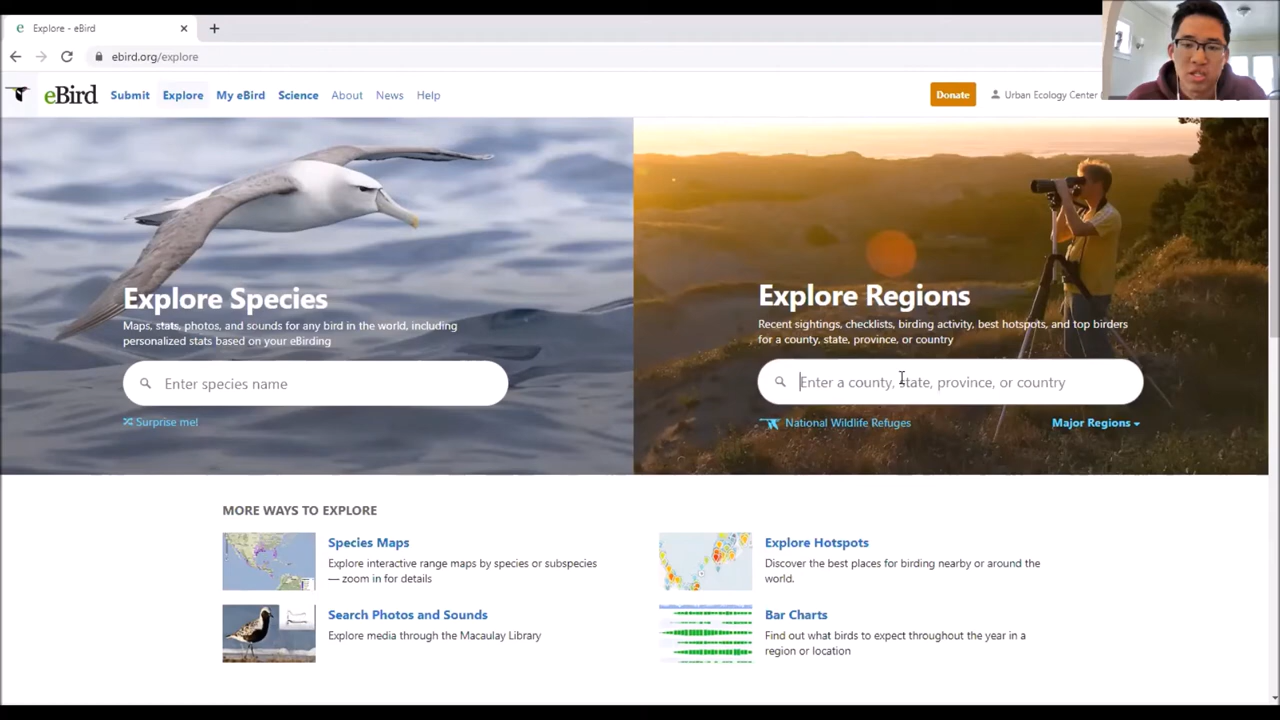 Explore - eBird
ebird.org/explore
eBird Submit Explore My eBird Science About News Help Donate Urban Ecology Center
Explore Species
Maps, stats, photos, and sounds for any bird in the world, including
personalized stats based on your eBirding
Enter species name
Surprise me!
Explore Regions
Recent sightings, checklists, birding activity, best hotspots, and top birders
for a county, state, province, or country
Enter a county, state, province, or country
National Wildlife Refuges Major Regions
MORE WAYS TO EXPLORE
Species Maps
Explore interactive range maps by species or subspecies
— zoom in for details
Explore Hotspots
Discover the best places for birding nearby or around the
world.
Search Photos and Sounds
Explore media through the Macaulay Library
Bar Charts
Find out what birds to expect throughout the year in a
region or location